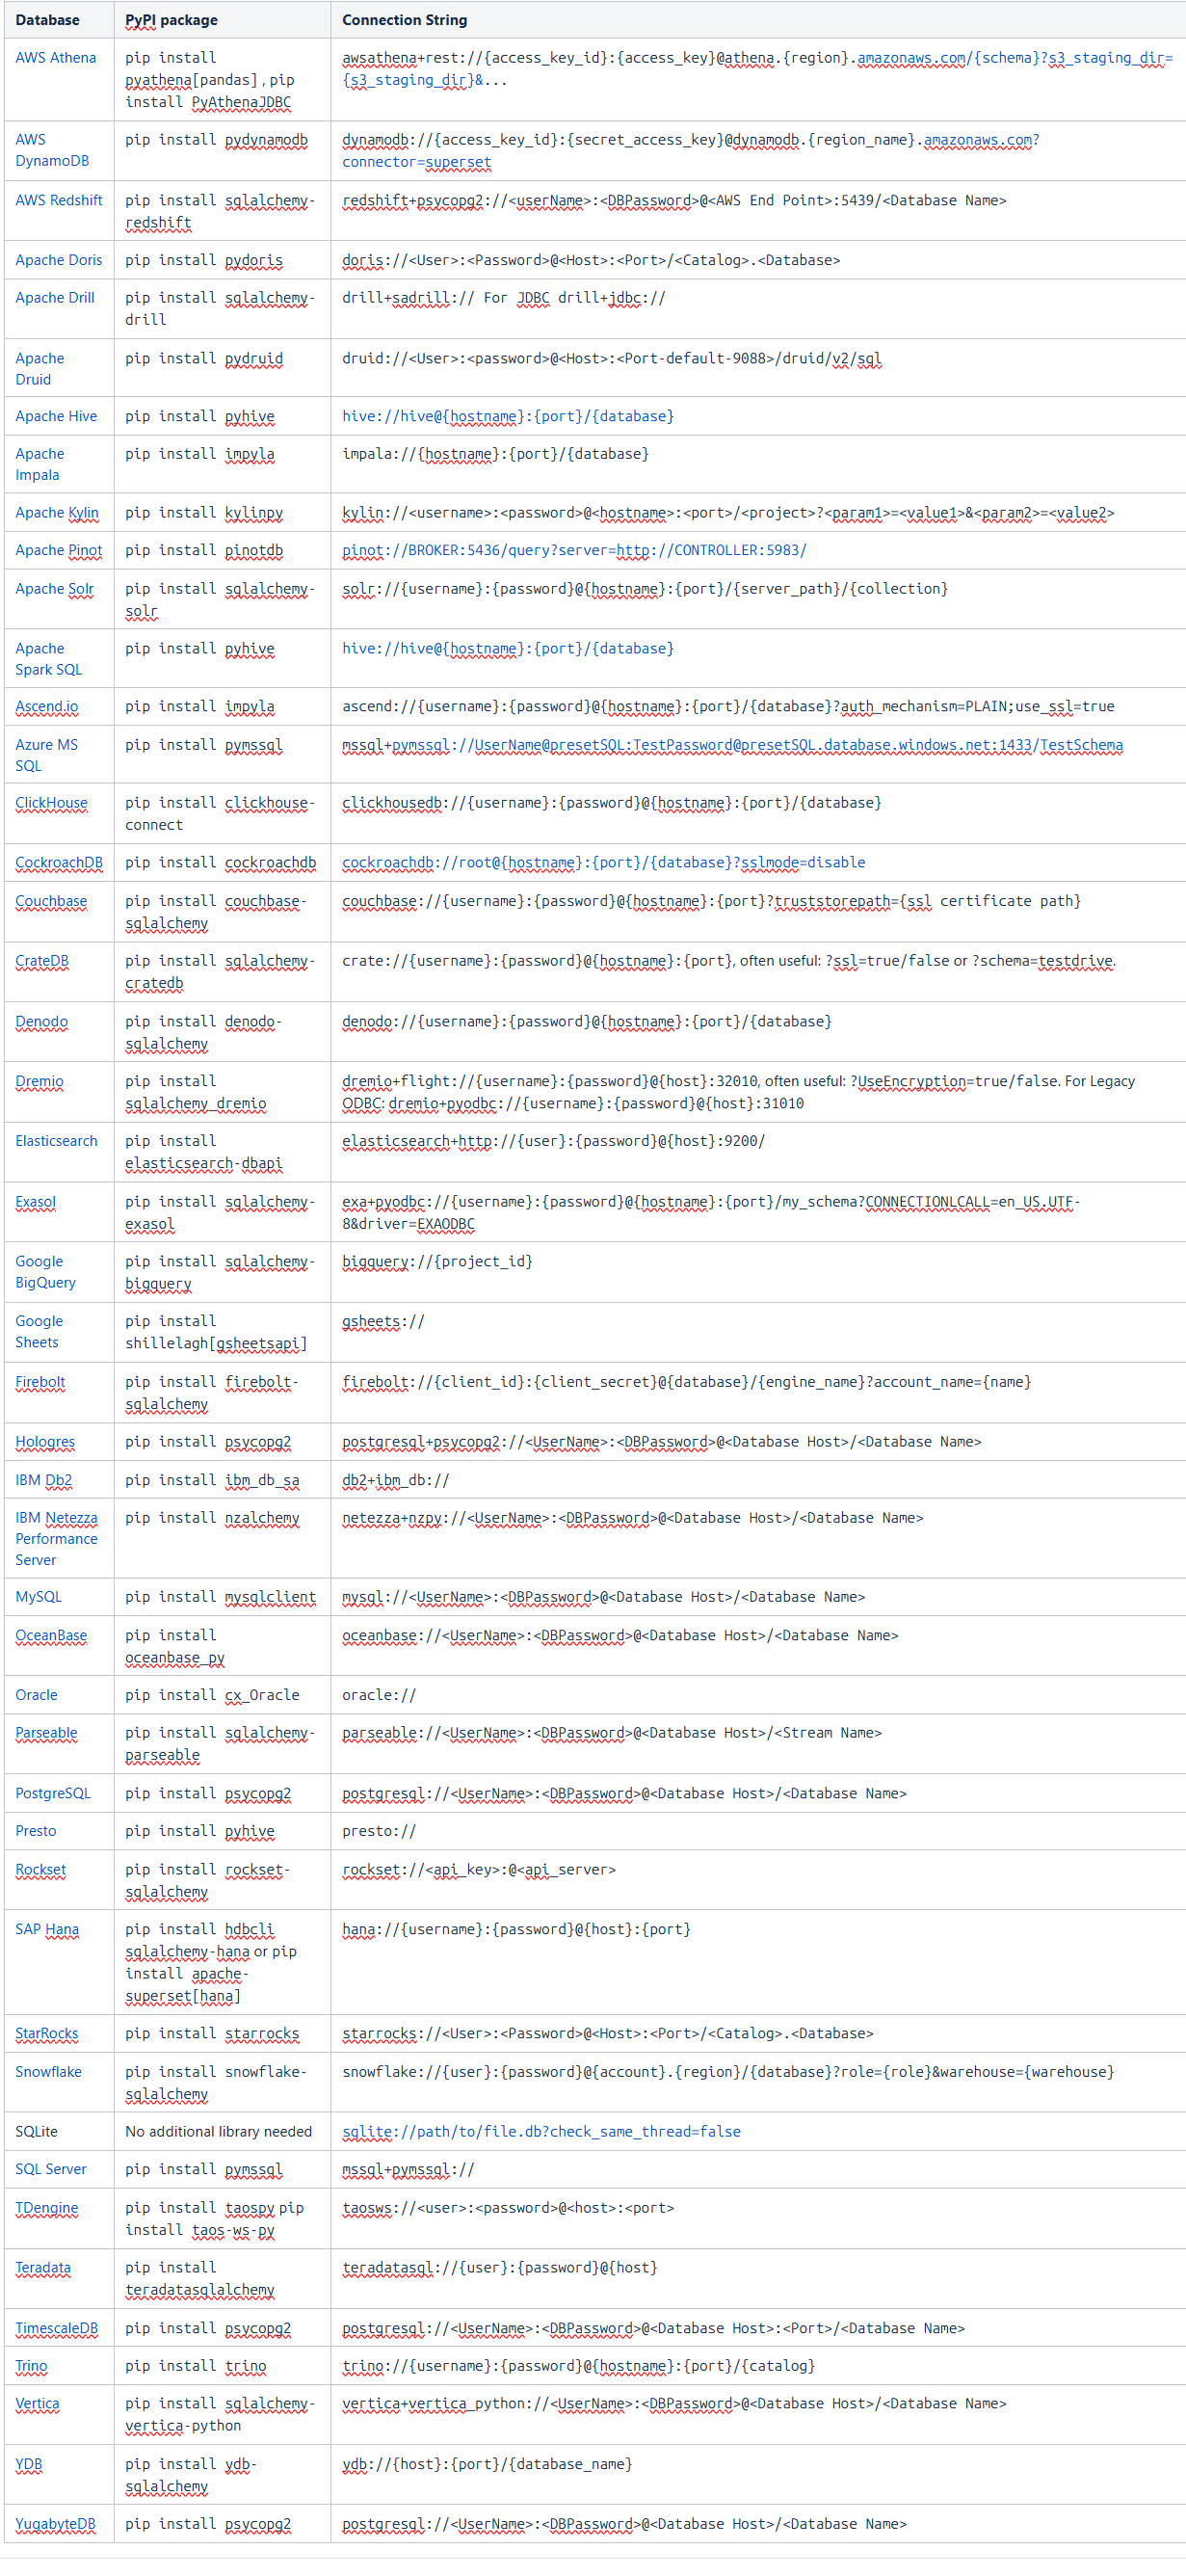 Database PyPI package Connection String
AWS Athena pip install awsathena+rest://{access_key_id}:{access_key}@athena.{region}.amazonaws.com/{schema}?s3_staging_dir=
pyathena[pandas] , pip {s3_staging_dir}&...
install PyAthenaJDBC
AWS pip install pydynamodb dynamodb://{access_key_id}:{secret_access_key}@dynamodb.{region_name}.amazonaws.com?
DynamoDB connector=superset
AWS Redshift pip install sqlalchemy- redshift+psycopg2://<userName>:<DBPassword>@<AWS End Point>:5439/<Database Name>
redshift
Apache Doris pip install pydoris doris://<User>:<Password>@<Host>:<Port>/<Catalog>.<Database>
Apache Drill pip install sqlalchemy- drill+sadrill:// For JDBC drill+jdbc://
drill
Apache pip install pydruid druid://<User>:<password>@<Host>:<Port-default-9088>/druid/v2/sql
Druid
Apache Hive pip install pyhive hive://hive@{hostname}:{port}/{database}
Apache pip install impyla impala://{hostname}:{port}/{database}
Impala
Apache Kylin pip install kylinpy kylin://<username>:<password>@<hostname>:<port>/<project>?<param1>=<value1>&<param2>=<value2>
Apache Pinot pip install pinotdb pinot://BROKER:5436/query?server=http://CONTROLLER:5983/
Apache Solr pip install sqlalchemy- solr://{username}:{password}@{hostname}:{port}/{server_path}/{collection}
solr
Apache pip install pyhive hive://hive@{hostname}:{port}/{database}
Spark SQL
Ascend.io pip install impyla ascend://{username}:{password}@{hostname}:{port}/{database}?auth_mechanism=PLAIN;use_ssl=true
Azure MS pip install pymssql mssql+pymssql://UserName@presetSQL:TestPassword@presetSQL.database.windows.net:1433/TestSchema
SQL
ClickHouse pip install clickhouse- clickhousedb://{username}:{password}@{hostname}:{port}/{database}
connect
CockroachDB pip install cockroachdb cockroachdb://root@{hostname}:{port}/{database}?sslmode=disable
Couchbase pip install couchbase- couchbase://{username}:{password}@{hostname}:{port}?truststorepath={ssl certificate path}
sqlalchemy
CrateDB pip install sqlalchemy- crate://{username}:{password}@{hostname}:{port}, often useful: ?ssl=true/false or ?schema=testdrive.
cratedb
Denodo pip install denodo- denodo://{username}:{password}@{hostname}:{port}/{database}
sqlalchemy
Dremio pip install dremio+flight://{username}:{password}@{host}:32010, often useful: ?UseEncryption=true/false. For Legacy
sqlalchemy_dremio ODBC: dremio+pyodbc://{username}:{password}@{host}:31010
Elasticsearch pip install elasticsearch+http://{user}:{password}@{host}:9200/
elasticsearch-dbapi
Exasol pip install sqlalchemy- exa+pyodbc://{username}:{password}@{hostname}:{port}/my_schema?CONNECTIONLCALL=en_US.UTF-
exasol 8&driver=EXAODBC
Google pip install sqlalchemy- bigquery://{project_id}
BigQuery bigquery
Google pip install gsheets://
Sheets shillelagh[gsheetsapi]
Firebolt pip install firebolt- firebolt://{client_id}:{client_secret}@{database}/{engine_name}?account_name={name}
sqlalchemy
Hologres pip install psycopg2 postgresql+psycopg2://<UserName>:<DBPassword>@<Database Host>/<Database Name>
IBM Db2 pip install ibm_db_sa db2+ibm_db://
IBM Netezza pip install nzalchemy netezza+nzpy://<UserName>:<DBPassword>@<Database Host>/<Database Name>
Performance
Server
MySQL pip install mysqlclient mysql://<UserName>:<DBPassword>@<Database Host>/<Database Name>
OceanBase pip install oceanbase://<UserName>:<DBPassword>@<Database Host>/<Database Name>
oceanbase_py
Oracle pip install cx_Oracle oracle://
Parseable pip install sqlalchemy- parseable://<UserName>:<DBPassword>@<Database Host>/<Stream Name>
parseable
PostgreSQL pip install psycopg2 postgresql://<UserName>:<DBPassword>@<Database Host>/<Database Name>
Presto pip install pyhive presto://
Rockset pip install rockset- rockset://<api_key>:@<api_server>
sqlalchemy
SAP Hana pip install hdbcli hana://{username}:{password}@{host}:{port}
sqlalchemy-hana or pip
install apache-
superset[hana]
StarRocks pip install starrocks starrocks://<User>:<Password>@<Host>:<Port>/<Catalog>.<Database>
Snowflake pip install snowflake- snowflake://{user}:{password}@{account}.{region}/{database}?role={role}&warehouse={warehouse}
sqlalchemy
SQLite No additional library needed sqlite://path/to/file.db?check_same_thread=false
SQL Server pip install pymssql mssql+pymssql://
TDengine pip install taospy pip taosws://<user>:<password>@<host>:<port>
install taos-ws-py
Teradata pip install teradatasql://{user}:{password}@{host}
teradatasqlalchemy
TimescaleDB pip install psycopg2 postgresql://<UserName>:<DBPassword>@<Database Host>:<Port>/<Database Name>
Trino pip install trino trino://{username}:{password}@{hostname}:{port}/{catalog}
Vertica pip install sqlalchemy- vertica+vertica_python://<UserName>:<DBPassword>@<Database Host>/<Database Name>
vertica-python
YDB pip install ydb- ydb://{host}:{port}/{database_name}
sqlalchemy
YugabyteDB pip install psycopg2 postgresql://<UserName>:<DBPassword>@<Database Host>/<Database Name>